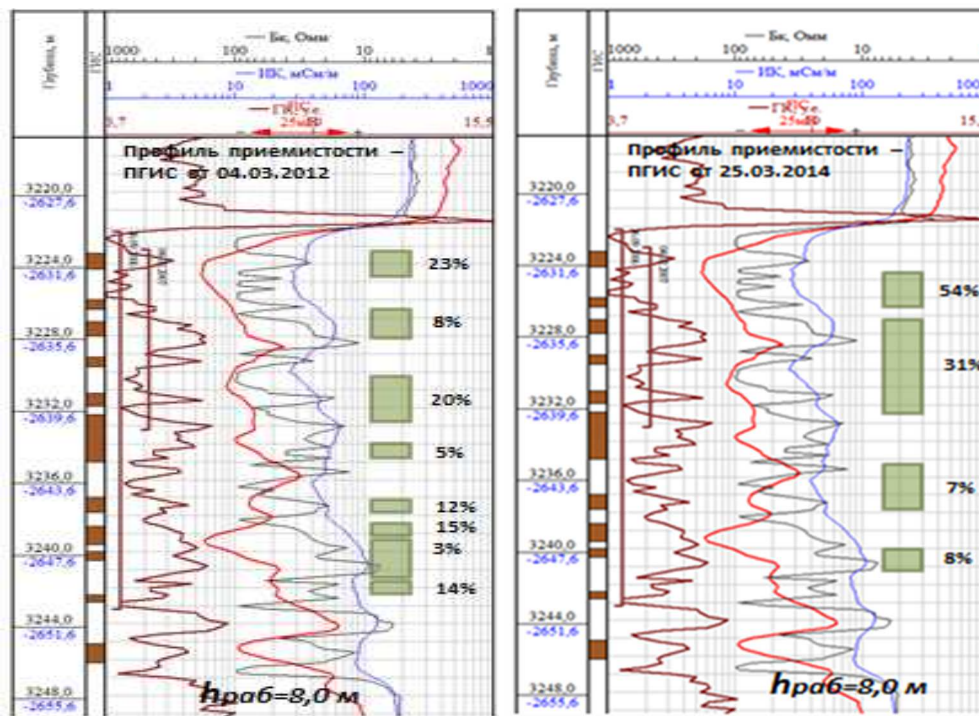 Глубина, м
ГИС
Бк, Омм
1000 100 10
ИК, мСм/м
10 100 1000
ГК, у.е.
3,7 15,5
25мВ
Профиль приемистости –
ПГИС от 04.03.2012
3220,0
-2627,6
3224,0
-2631,6
3228,0
-2635,6
3232,0
-2639,6
3236,0
-2643,6
3240,0
-2647,6
3244,0
-2651,6
3248,0
-2655,6
23%
8%
20%
5%
12%
15%
3%
14%
hраб=8,0 м
Глубина, м
ГИС
Бк, Омм
1000 100 10
ИК, мСм/м
10 100
ГК, у.е.
3,7
25мВ
Профиль приемистости –
ПГИС от 25.03.2014
3220,0
-2627,6
3224,0
-2631,6
3228,0
-2635,6
3232,0
-2639,6
3236,0
-2643,6
3240,0
-2647,6
3244,0
-2651,6
3248,0
-2655,6
54%
31%
7%
8%
hраб=8,0 м